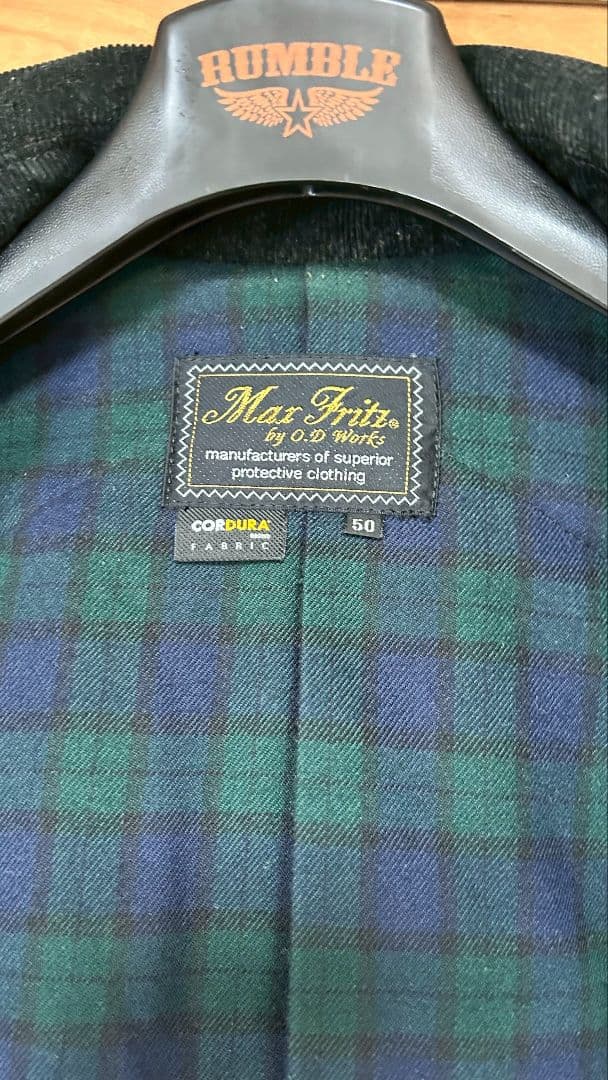 RUMBLE
Max Fritz®
by O.D Works
manufacturers of superior
protective clothing
CORDURA
50
FABRIC